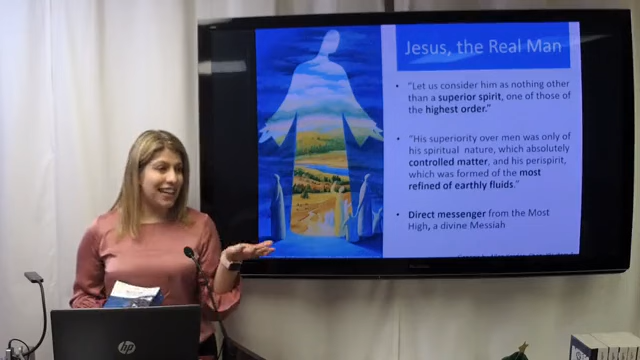 Jesus, the Real Man
• "Let us consider him as nothing other
than a superior spirit, one of those of
the highest order."
• "His superiority over men was only of
his spiritual nature, which absolutely
controlled matter, and his perispirit,
which was formed of the most
refined of earthly fluids."
• Direct messenger from the Most
High, a divine Messiah
hp